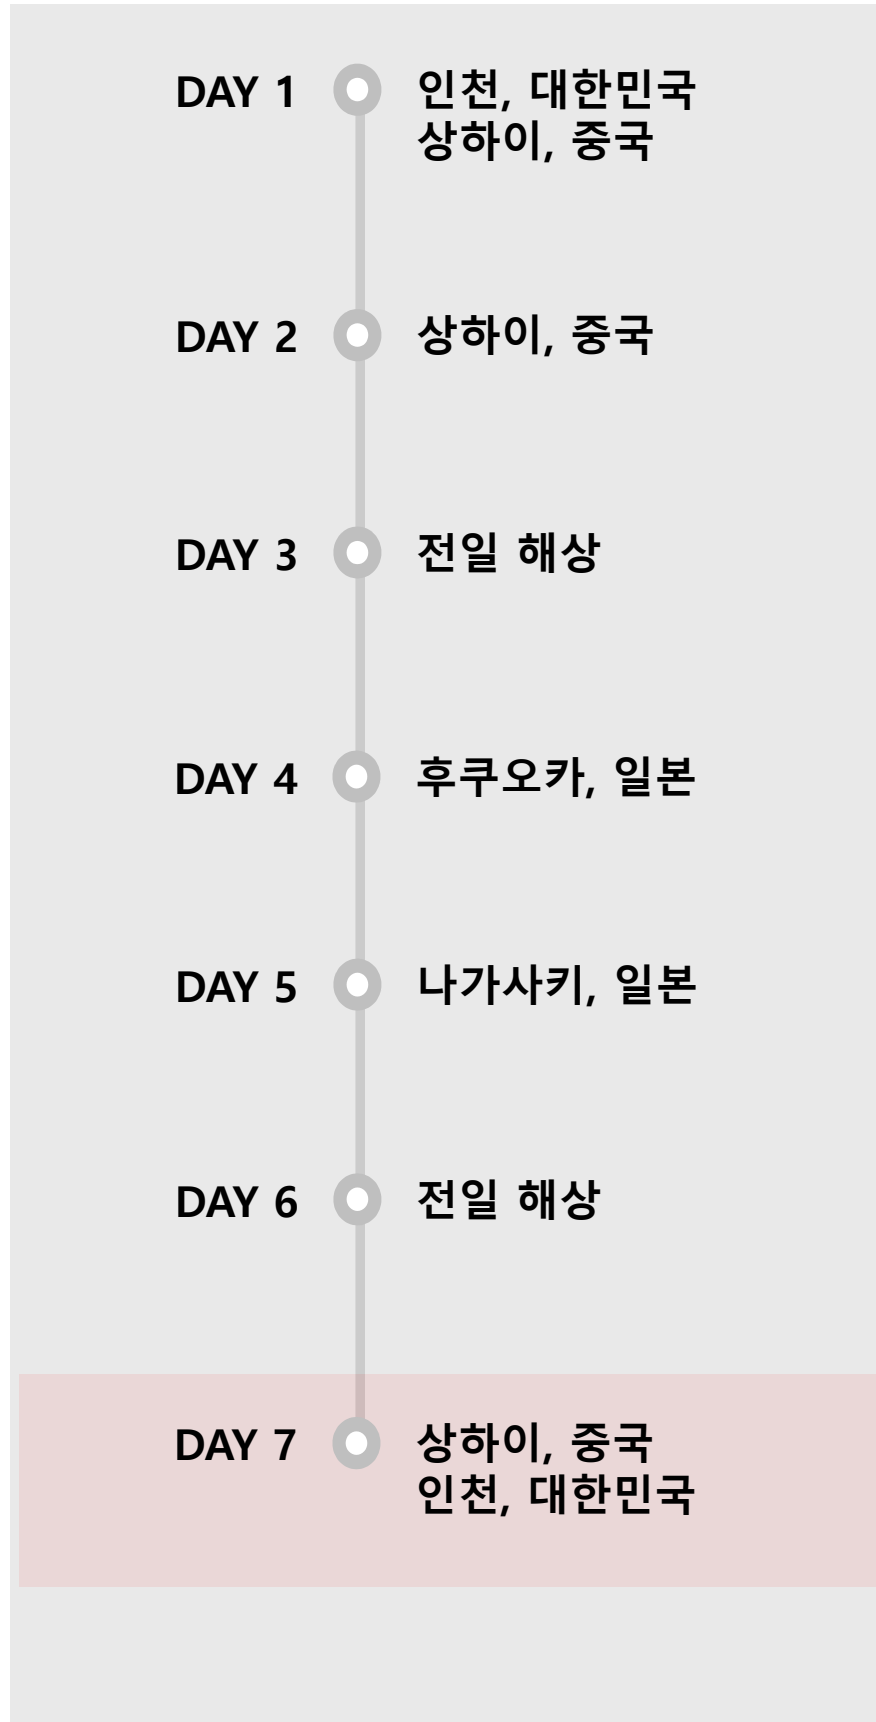 DAY 1 인천, 대한민국
상하이, 중국
DAY 2 상하이, 중국
DAY 3 전일 해상
DAY 4 후쿠오카, 일본
DAY 5 나가사키, 일본
DAY 6 전일 해상
DAY 7 상하이, 중국
인천, 대한민국